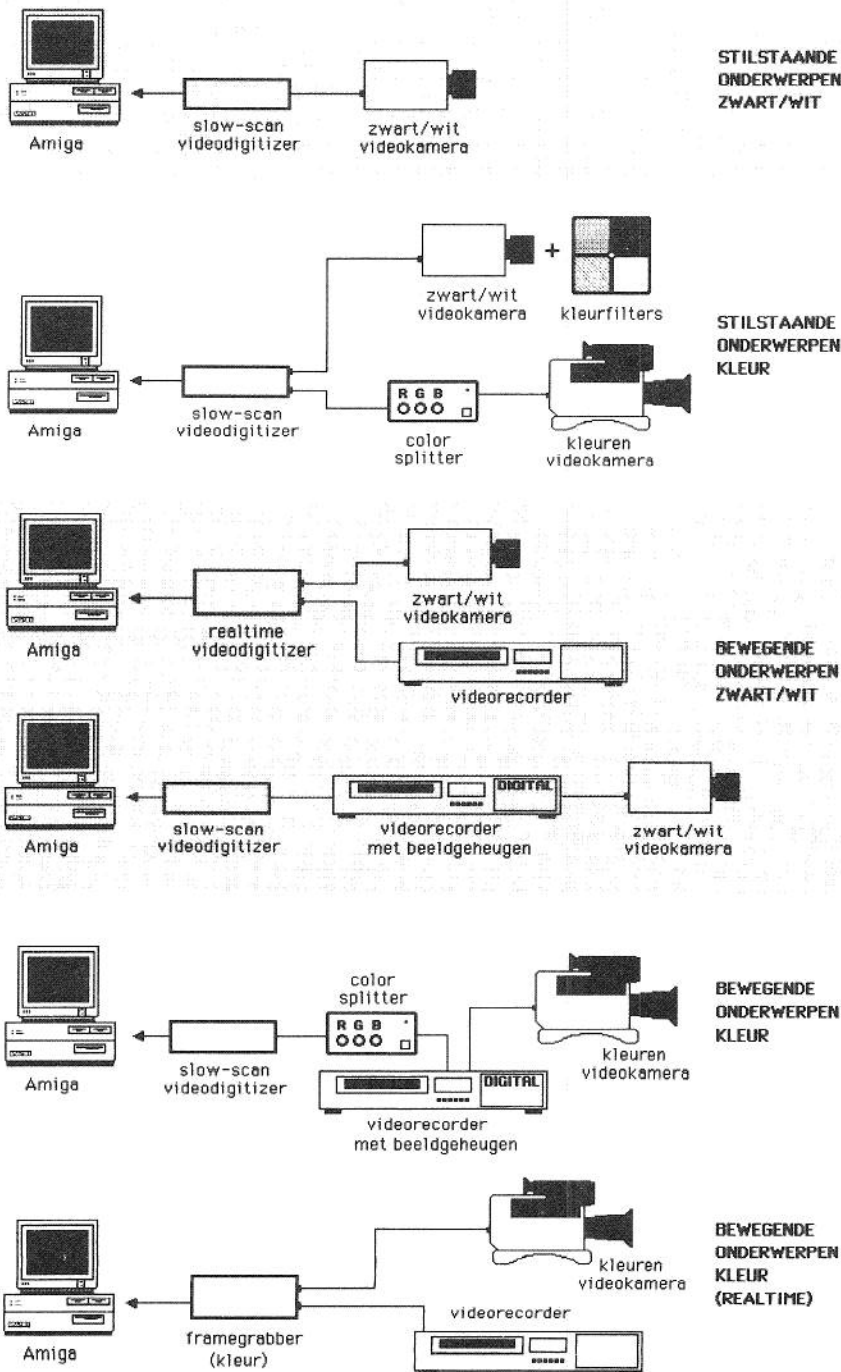 STILSTAANDE
ONDERWERPEN
ZWART/WIT
Amiga
slow-scan
videodigitizer
zwart/wit
videokamera
zwart/wit
videokamera
+
kleurfilters
STILSTAANDE
ONDERWERPEN
KLEUR
Amiga
slow-scan
videodigitizer
R G B
color
splitter
kleuren
videokamera
Amiga
realtime
videodigitizer
zwart/wit
videokamera
videorecorder
BEWEGENDE
ONDERWERPEN
ZWART/WIT
Amiga
slow-scan
videodigitizer
DIGITAL
videorecorder
met beeldgeheugen
zwart/wit
videokamera
Amiga
slow-scan
videodigitizer
color
splitter
R G B
DIGITAL
videorecorder
met beeldgeheugen
kleuren
videokamera
BEWEGENDE
ONDERWERPEN
KLEUR
Amiga
framegrabber
(kleur)
kleuren
videokamera
videorecorder
BEWEGENDE
ONDERWERPEN
KLEUR
(REALTIME)